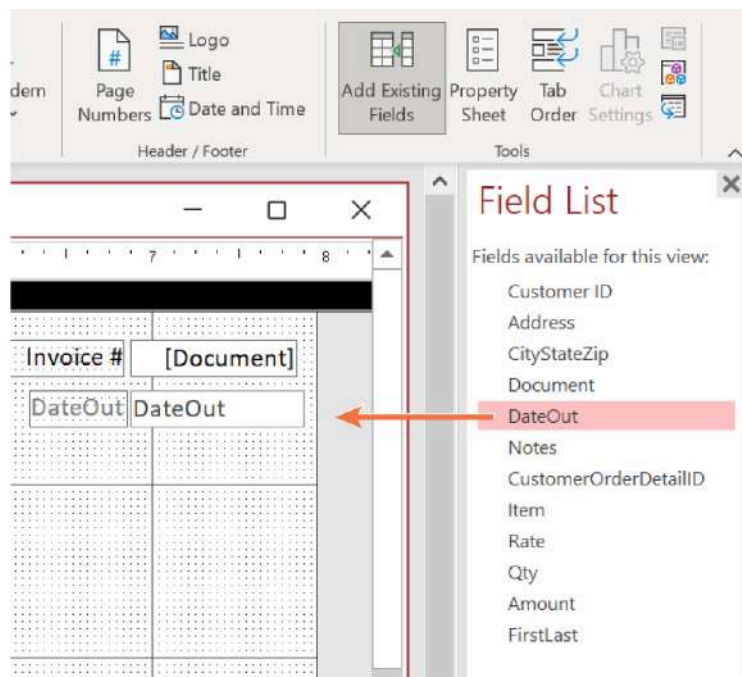 Logo
Title
Date and Time
dern
Page
Numbers
#
Header / Footer
Add Existing
Fields
Property
Sheet
Tab
Order
Chart
Settings
Tools
7
8
Invoice #
[Document]
DateOut
DateOut
Field List
Fields available for this view:
Customer ID
Address
CityStateZip
Document
DateOut
Notes
CustomerOrderDetailID
Item
Rate
Qty
Amount
FirstLast